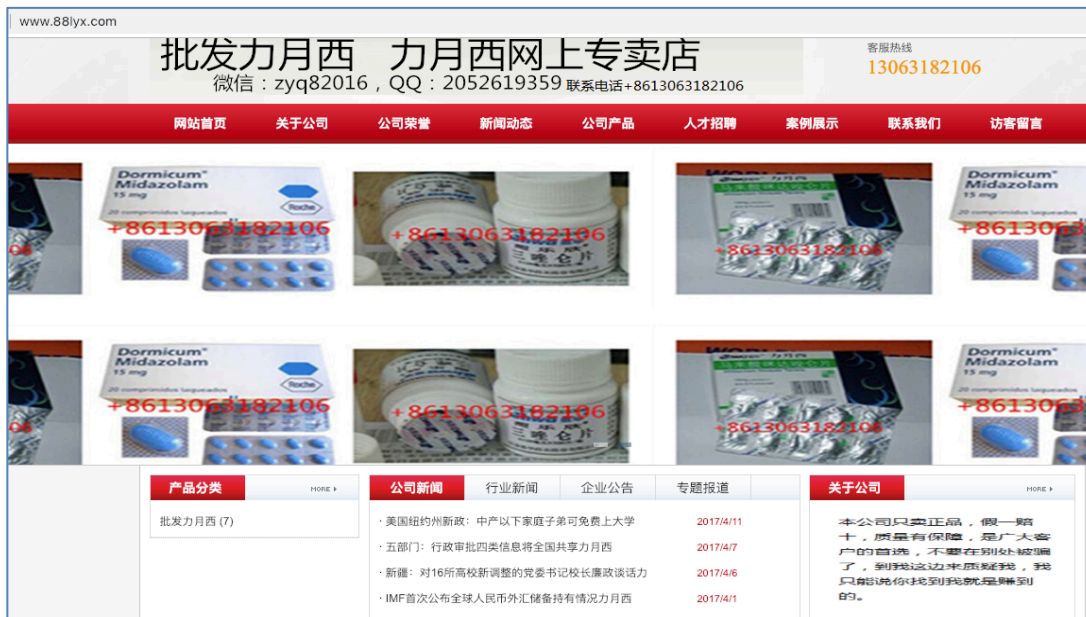 www.88lyx.com
批发力月西 力月西网上专卖店
微信：zyq82016，QQ：2052619359 联系电话+8613063182106
客服热线
13063182106
网站首页 关于公司 公司荣誉 新闻动态 公司产品 人才招聘 案例展示 联系我们 访客留言
Dormicum®
Midazolam
15 mg
20 comprimidos laqueados
Roche
+8613063182106
+8613063182106
三唑仑片
+8613063182106
Dormicum®
Midazolam
15 mg
+861306
Dormicum®
Midazolam
15 mg
20 comprimidos laqueados
Roche
+8613063182106
+8613063182106
三唑仑片
+8613063182106
Dormicum®
Midazolam
15 mg
+861306
产品分类 MORE
批发力月西 (7)
公司新闻 行业新闻 企业公告 专题报道
· 美国纽约州新政：中产以下家庭子弟可免费上大学 2017/4/11
· 五部门：行政审批四类信息将全国共享力月西 2017/4/7
· 新疆：对16所高校新调整的党委书记校长廉政谈话力 2017/4/6
· IMF首次公布全球人民币外汇储备持有情况力月西 2017/4/1
关于公司 MORE
本公司只卖正品，假一赔
十，质量有保障，是广大客
户的首选，不要在别处被骗
了，到我这边来质疑我，我
只能说你找到我就是赚到
的。